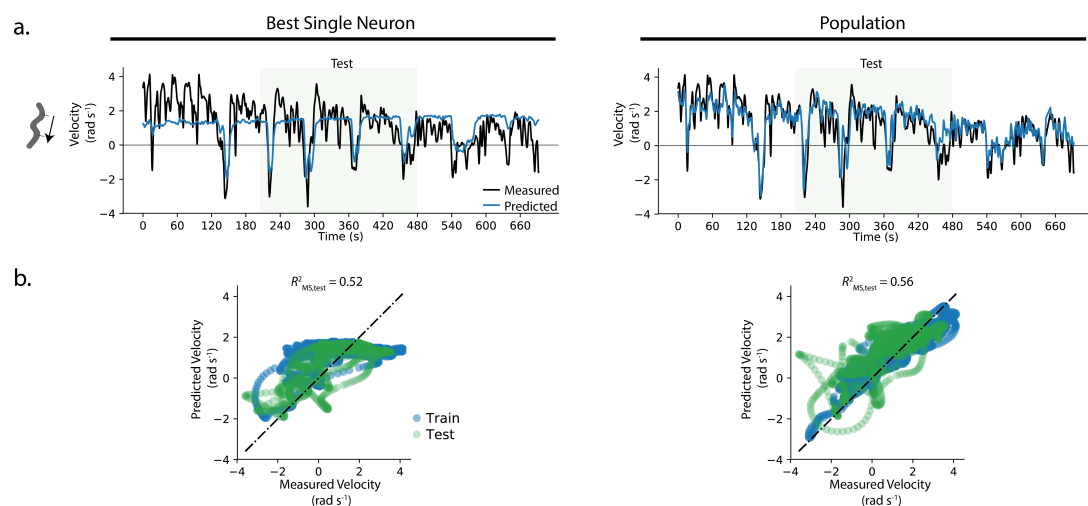 a.
Best Single Neuron
Population
Test
Velocity
(rad s⁻¹)
4
2
0
−2
−4
0 60 120 180 240 300 360 420 480 540 600 660
Time (s)
Measured
Predicted
Test
Velocity
(rad s⁻¹)
4
2
0
−2
−4
0 60 120 180 240 300 360 420 480 540 600 660
Time (s)
b.
R²MS,test = 0.52
Predicted Velocity
(rad s⁻¹)
4
2
0
−2
−4
−4 −2 0 2 4
Measured Velocity
(rad s⁻¹)
Train
Test
R²MS,test = 0.56
Predicted Velocity
(rad s⁻¹)
4
2
0
−2
−4
−4 −2 0 2 4
Measured Velocity
(rad s⁻¹)